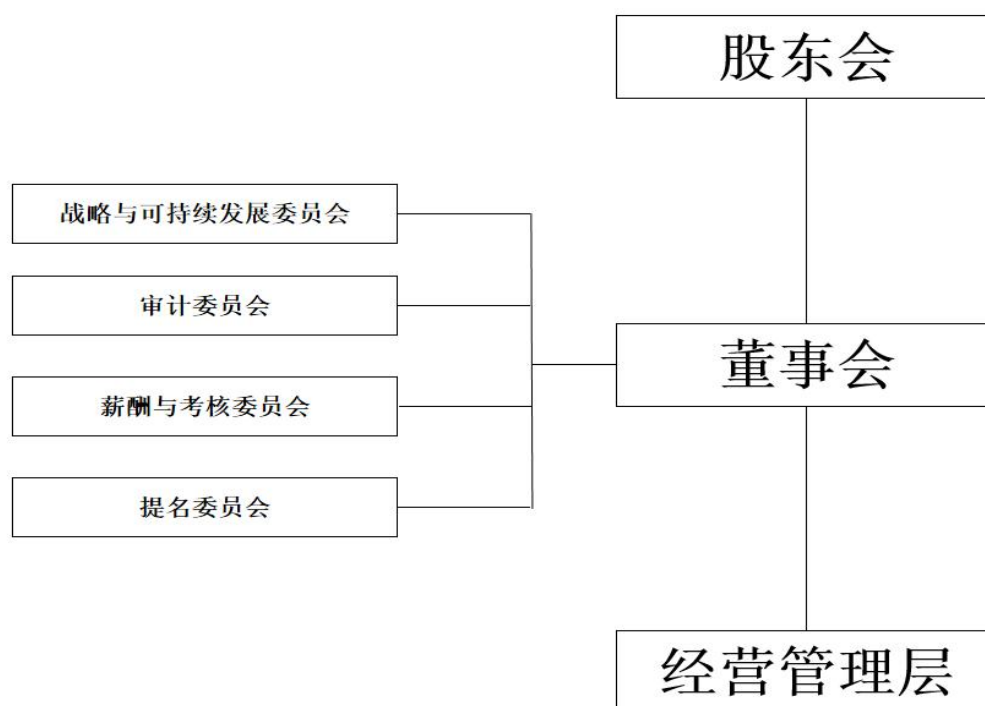 股东会
战略与可持续发展委员会
审计委员会
董事会
薪酬与考核委员会
提名委员会
经营管理层